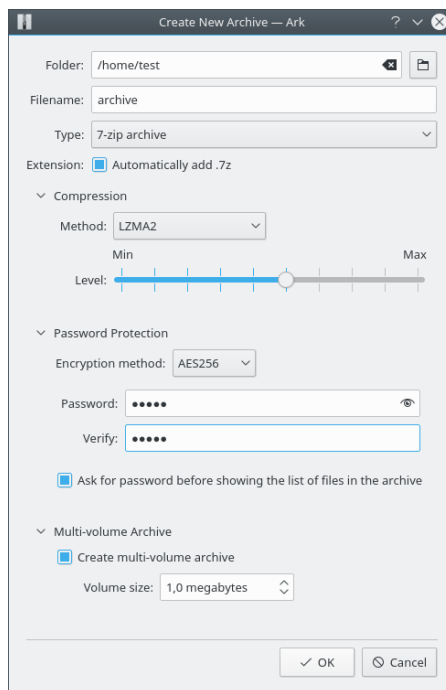 Create New Archive — Ark
Folder: /home/test
Filename: archive
Type: 7-zip archive
Extension: Automatically add .7z
Compression
Method: LZMA2
Min Max
Level:
Password Protection
Encryption method: AES256
Password: •••••
Verify: •••••
Ask for password before showing the list of files in the archive
Multi-volume Archive
Create multi-volume archive
Volume size: 1,0 megabytes
OK Cancel